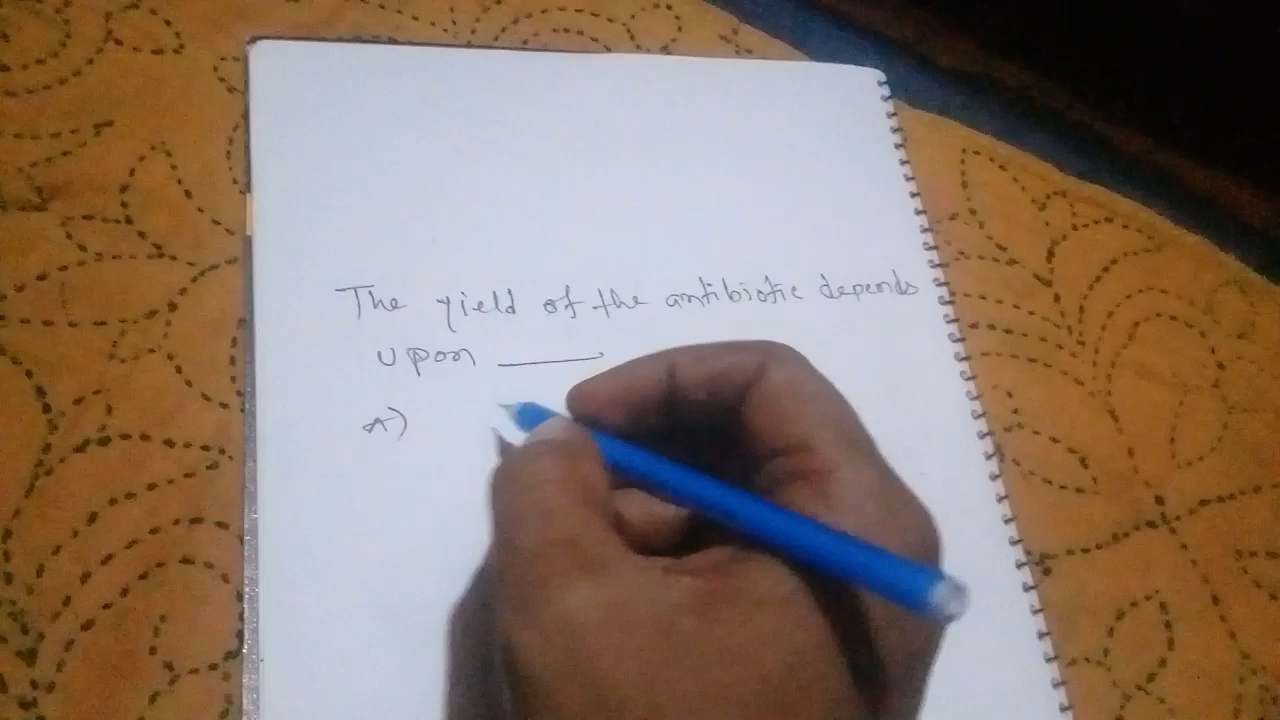 The yield of the antibiotic depends
upon ______
A)